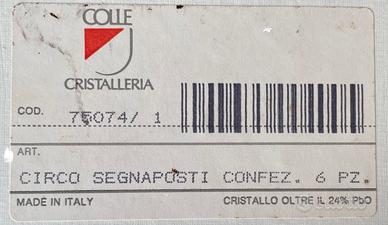 COLLE
CRISTALLERIA
COD. 75074/ 1
ART.
CIRCO SEGNAPOSTI CONFEZ. 6 PZ.
MADE IN ITALY CRISTALLO OLTRE IL 24% PbO